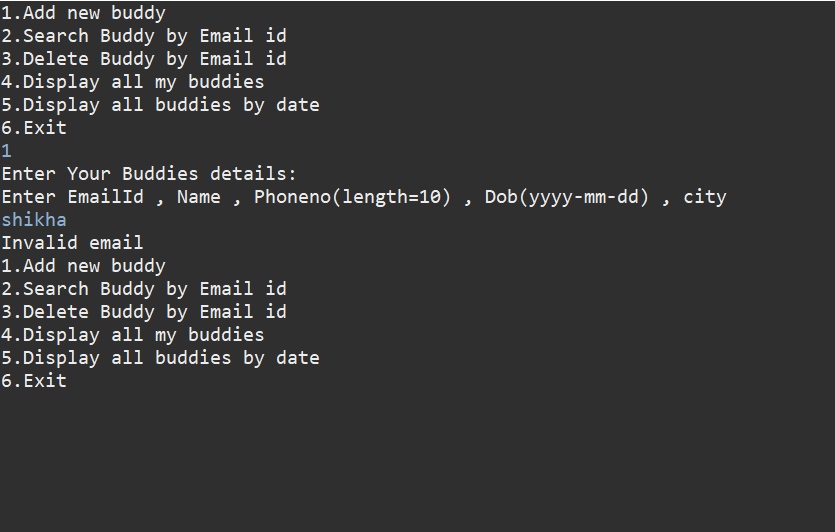 1.Add new buddy
2.Search Buddy by Email id
3.Delete Buddy by Email id
4.Display all my buddies
5.Display all buddies by date
6.Exit
1
Enter Your Buddies details:
Enter EmailId , Name , Phoneno(length=10) , Dob(yyyy-mm-dd) , city
shikha
Invalid email
1.Add new buddy
2.Search Buddy by Email id
3.Delete Buddy by Email id
4.Display all my buddies
5.Display all buddies by date
6.Exit